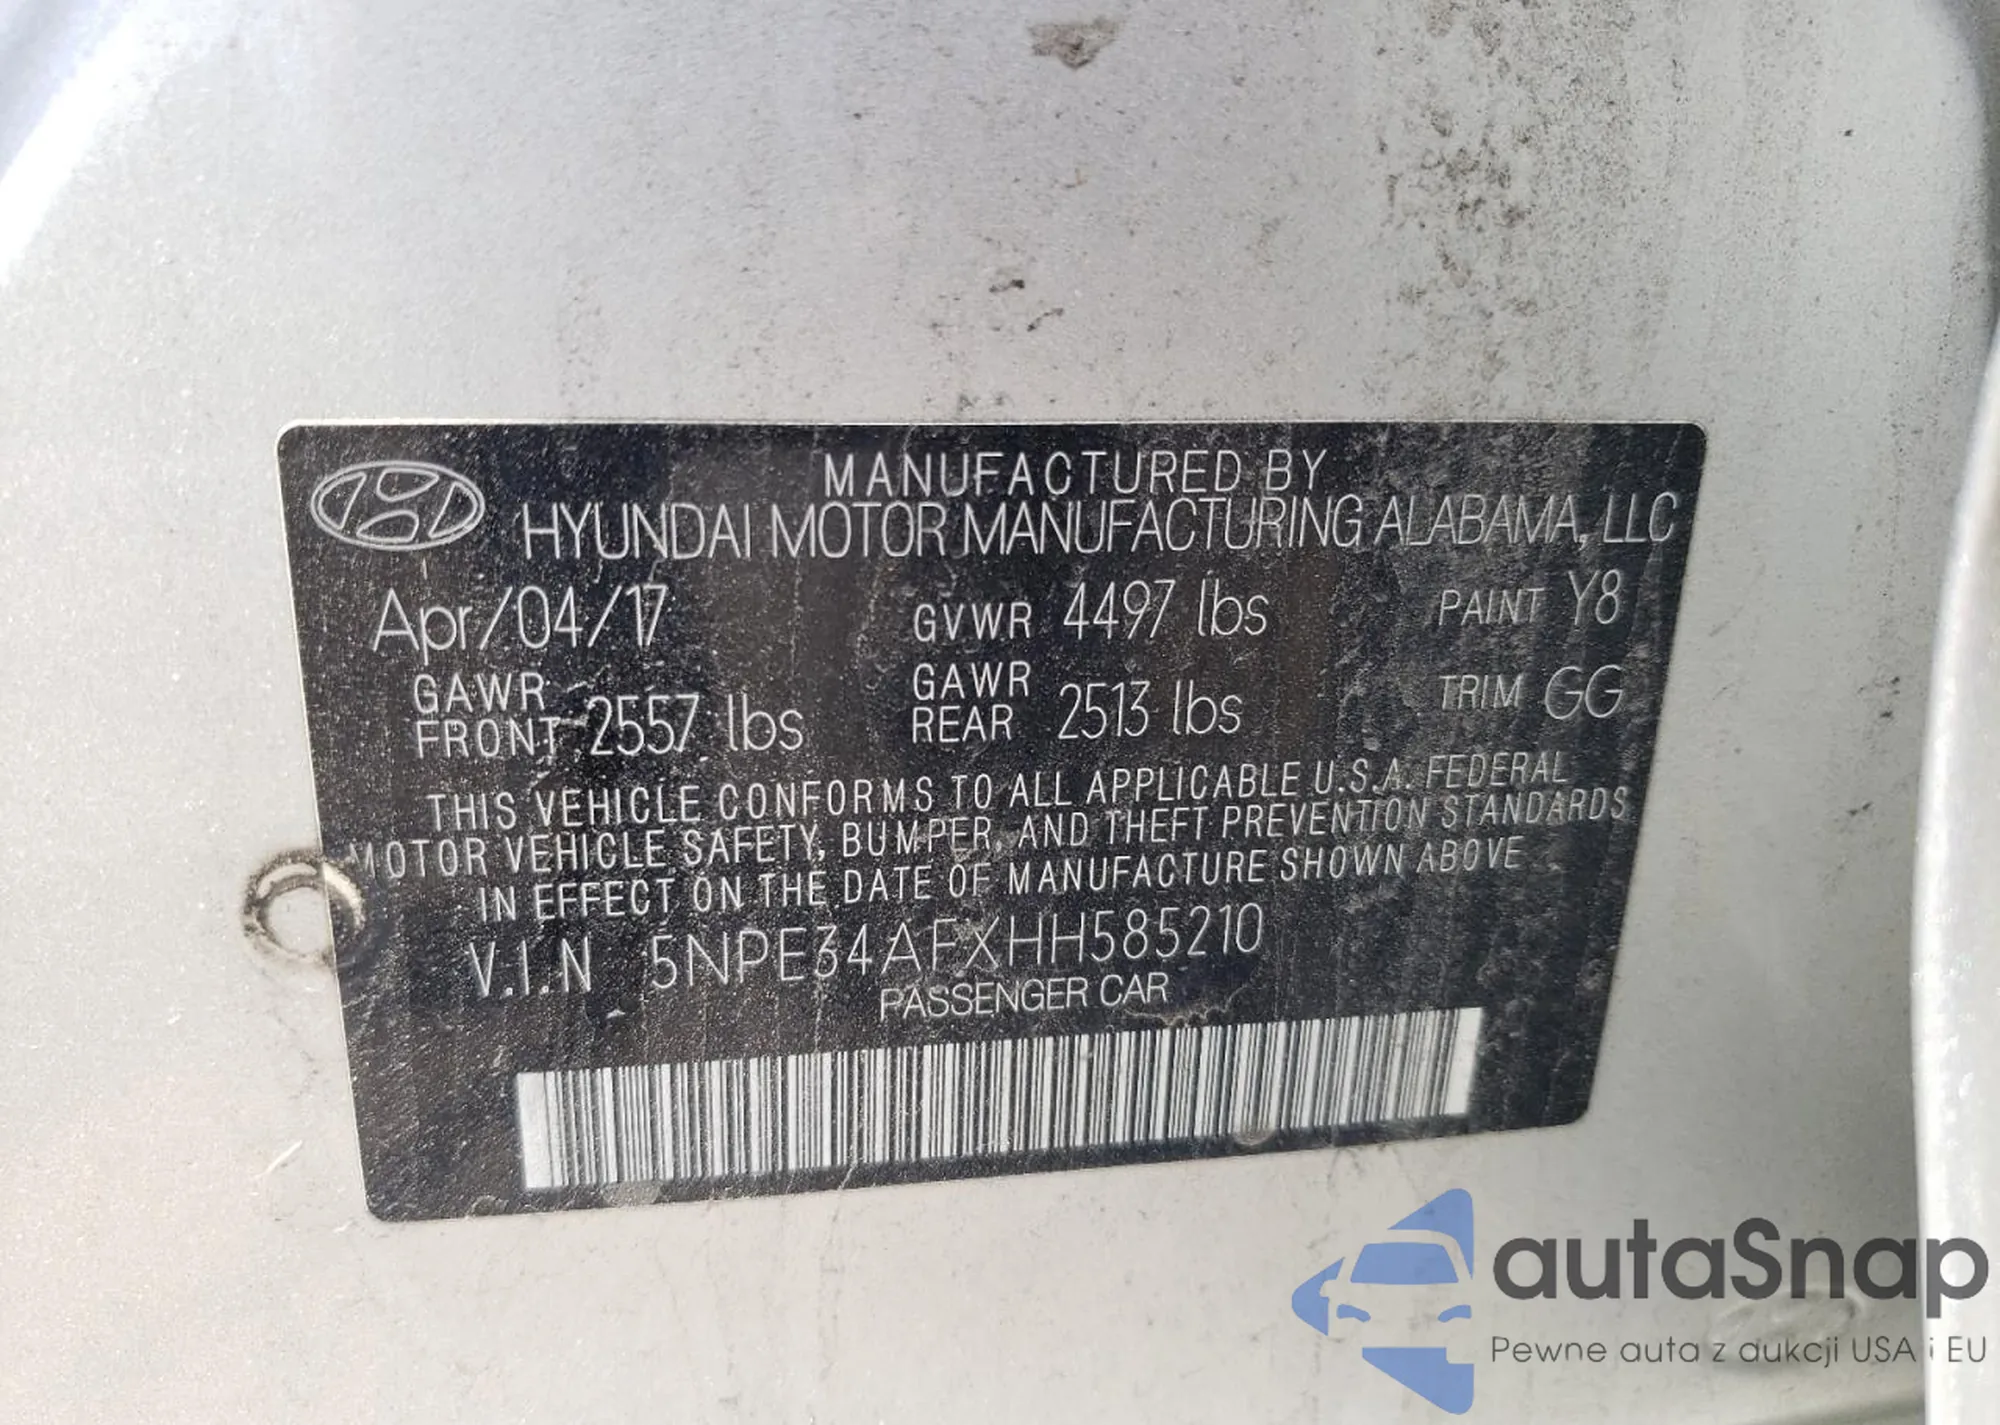 MANUFACTURED BY
HYUNDAI MOTOR MANUFACTURING ALABAMA, LLC
Apr/04/17 GVWR 4497 lbs PAINT Y8
GAWR FRONT 2557 lbs GAWR REAR 2513 lbs TRIM GG
THIS VEHICLE CONFORMS TO ALL APPLICABLE U.S.A. FEDERAL
MOTOR VEHICLE SAFETY, BUMPER, AND THEFT PREVENTION STANDARDS
IN EFFECT ON THE DATE OF MANUFACTURE SHOWN ABOVE
V.I.N 5NPE34AFXHH585210
PASSENGER CAR
autaSnap
Pewne auta z aukcji USA i EU